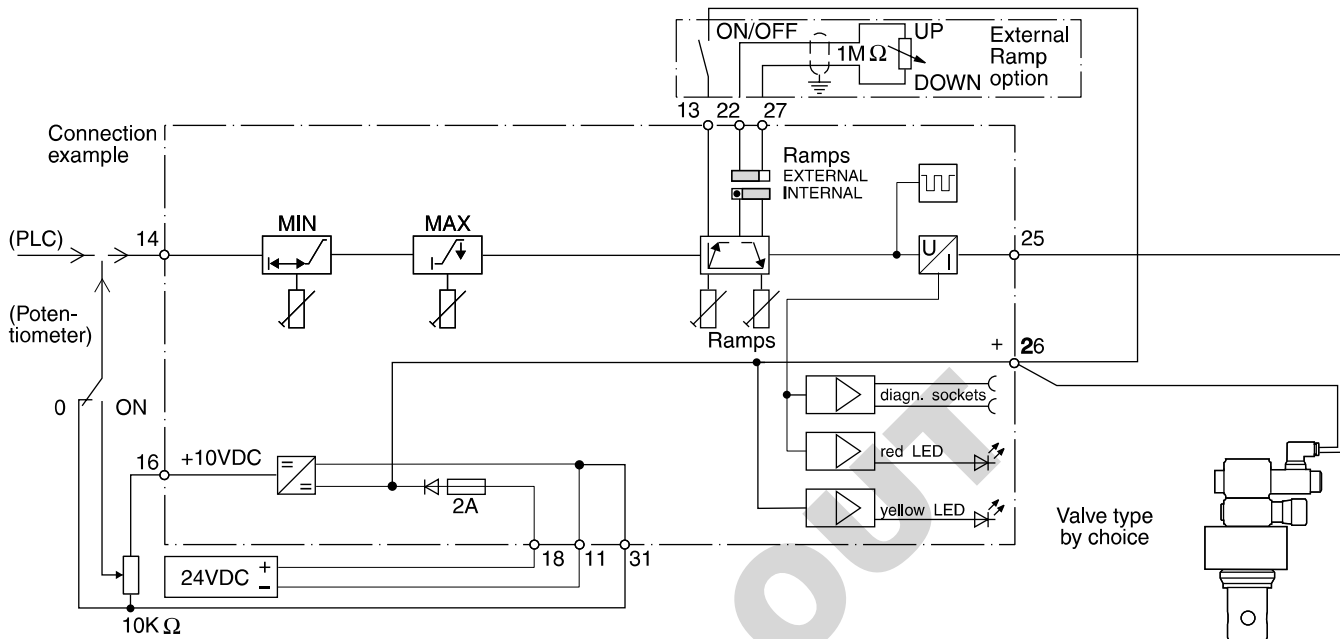 ON/OFF
UP
1M Ω
DOWN
External
Ramp
option
13
22
27
Connection
example
Ramps
EXTERNAL
INTERNAL
(PLC)
14
MIN
MAX
U
I
25
(Poten-
tiometer)
Ramps
+
26
0
ON
diagn. sockets
16
+10VDC
=
=
2A
red LED
yellow LED
Valve type
by choice
24VDC
+
−
18
11
31
10K Ω
OUT